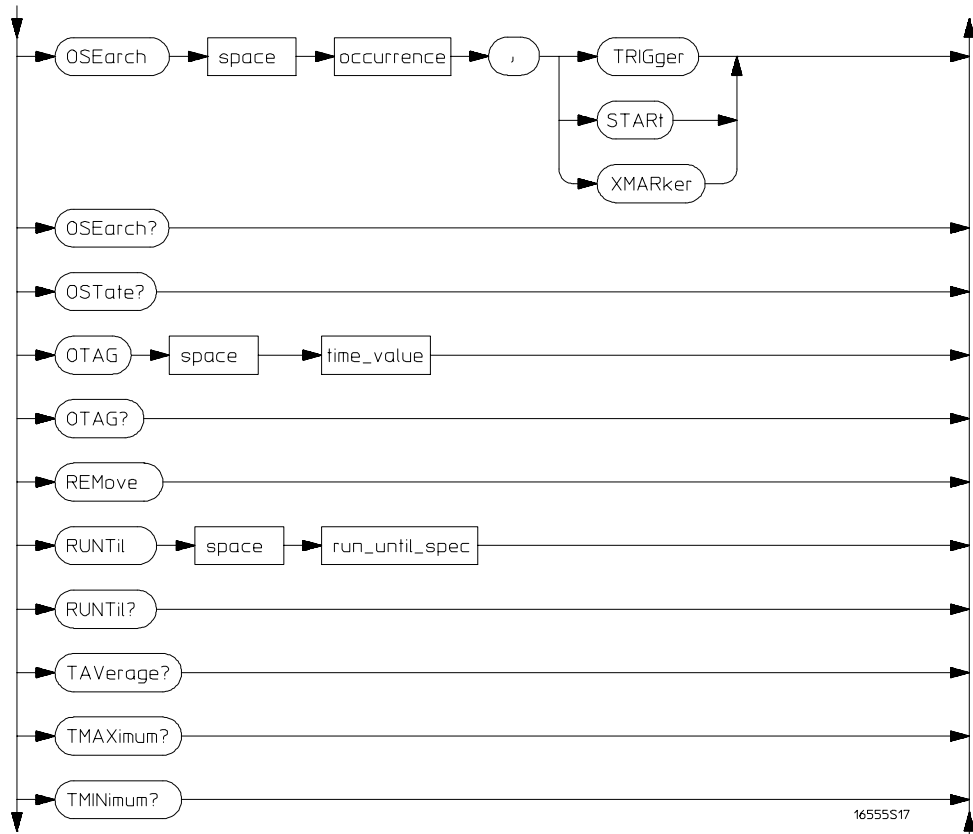 OSEarch space occurrence , TRIGger
STARt
XMARker
OSEarch?
OSTate?
OTAG space time_value
OTAG?
REMove
RUNTil space run_until_spec
RUNTil?
TAVerage?
TMAXimum?
TMINimum?
16555S17